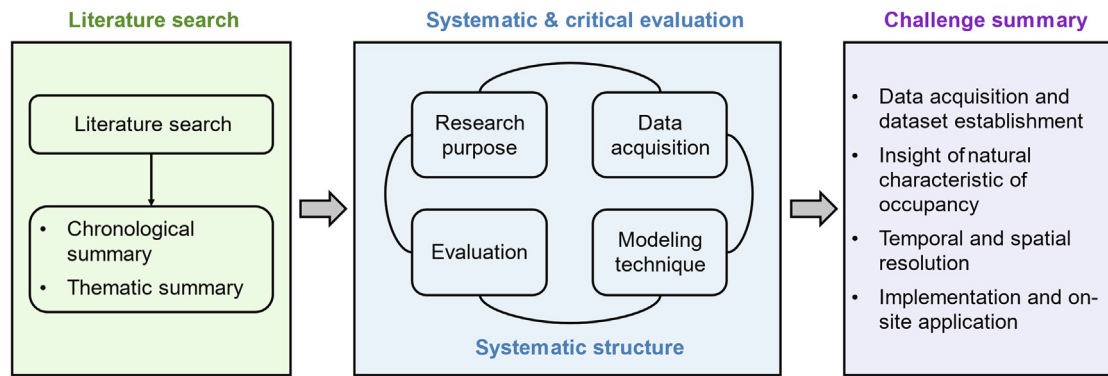 Literature search
Literature search
• Chronological
summary
• Thematic summary
Systematic & critical evaluation
Research
purpose
Data
acquisition
Evaluation
Modeling
technique
Systematic structure
Challenge summary
• Data acquisition and
dataset establishment
• Insight of natural
characteristic of
occupancy
• Temporal and spatial
resolution
• Implementation and on-
site application